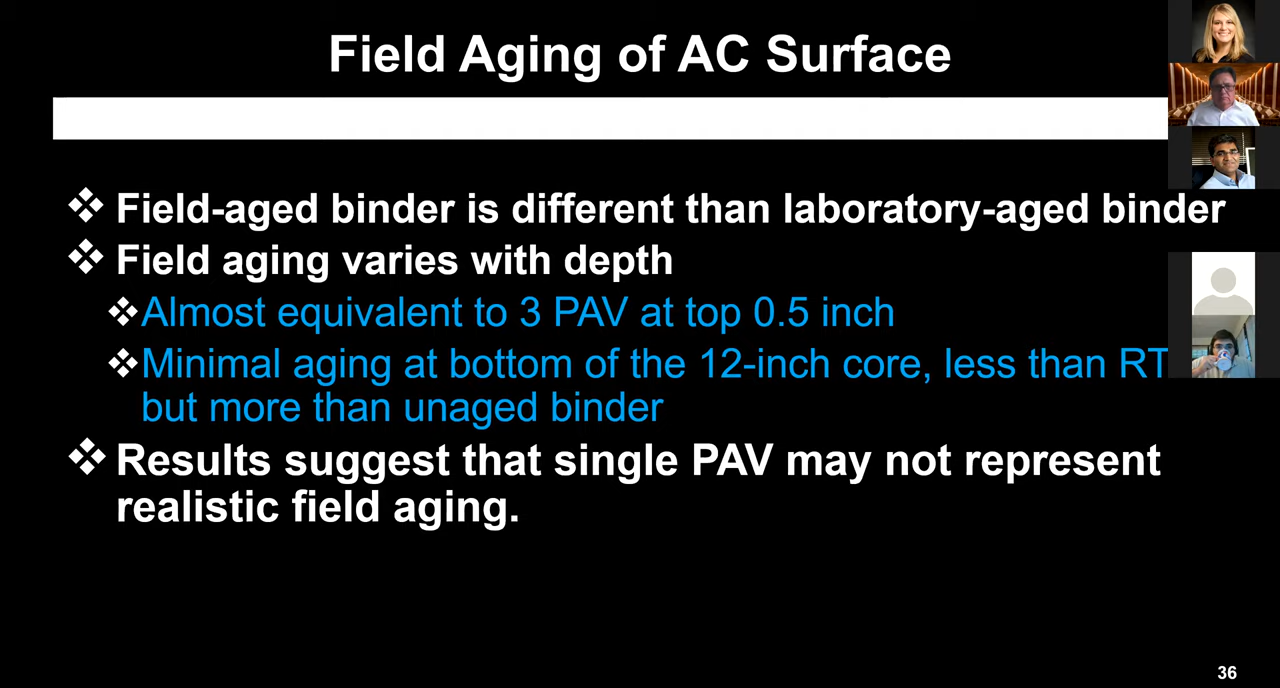 Field Aging of AC Surface
❖ Field-aged binder is different than laboratory-aged binder
❖ Field aging varies with depth
❖ Almost equivalent to 3 PAV at top 0.5 inch
❖ Minimal aging at bottom of the 12-inch core, less than
but more than unaged binder
❖ Results suggest that single PAV may not represent
realistic field aging.
36